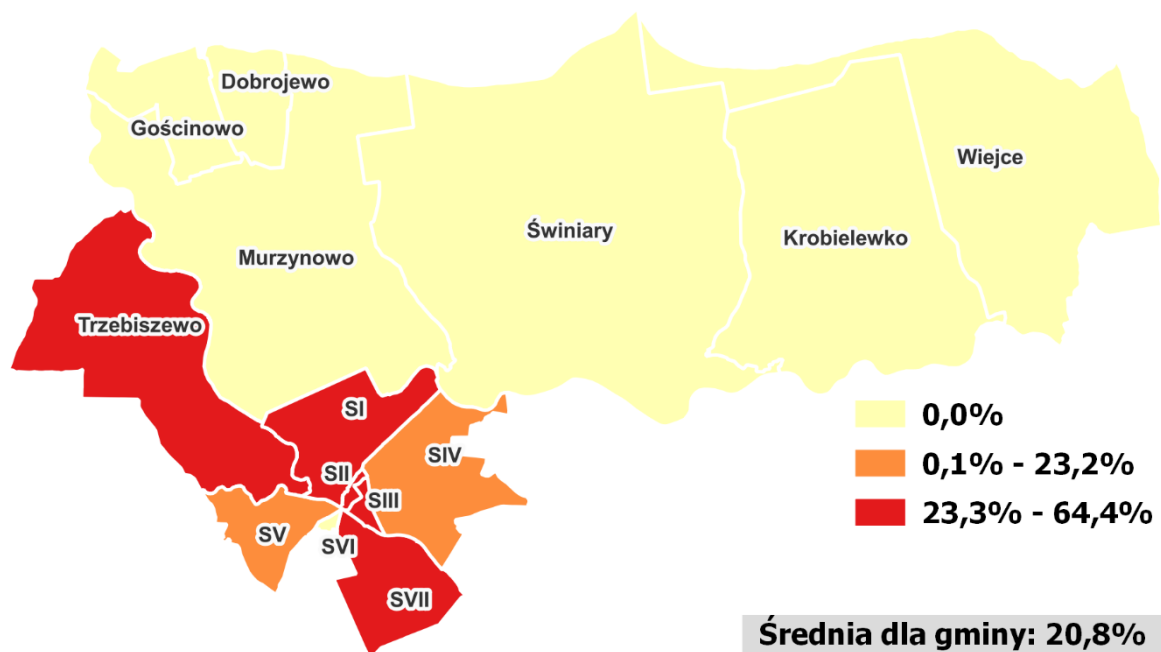 Dobrojewo
Gościnowo
Wiejce
Świniary
Krobielewko
Murzynowo
Trzebiszewo
SI
SII
SIII
SIV
SV
SVI
SVII
0,0%
0,1% - 23,2%
23,3% - 64,4%
Średnia dla gminy: 20,8%